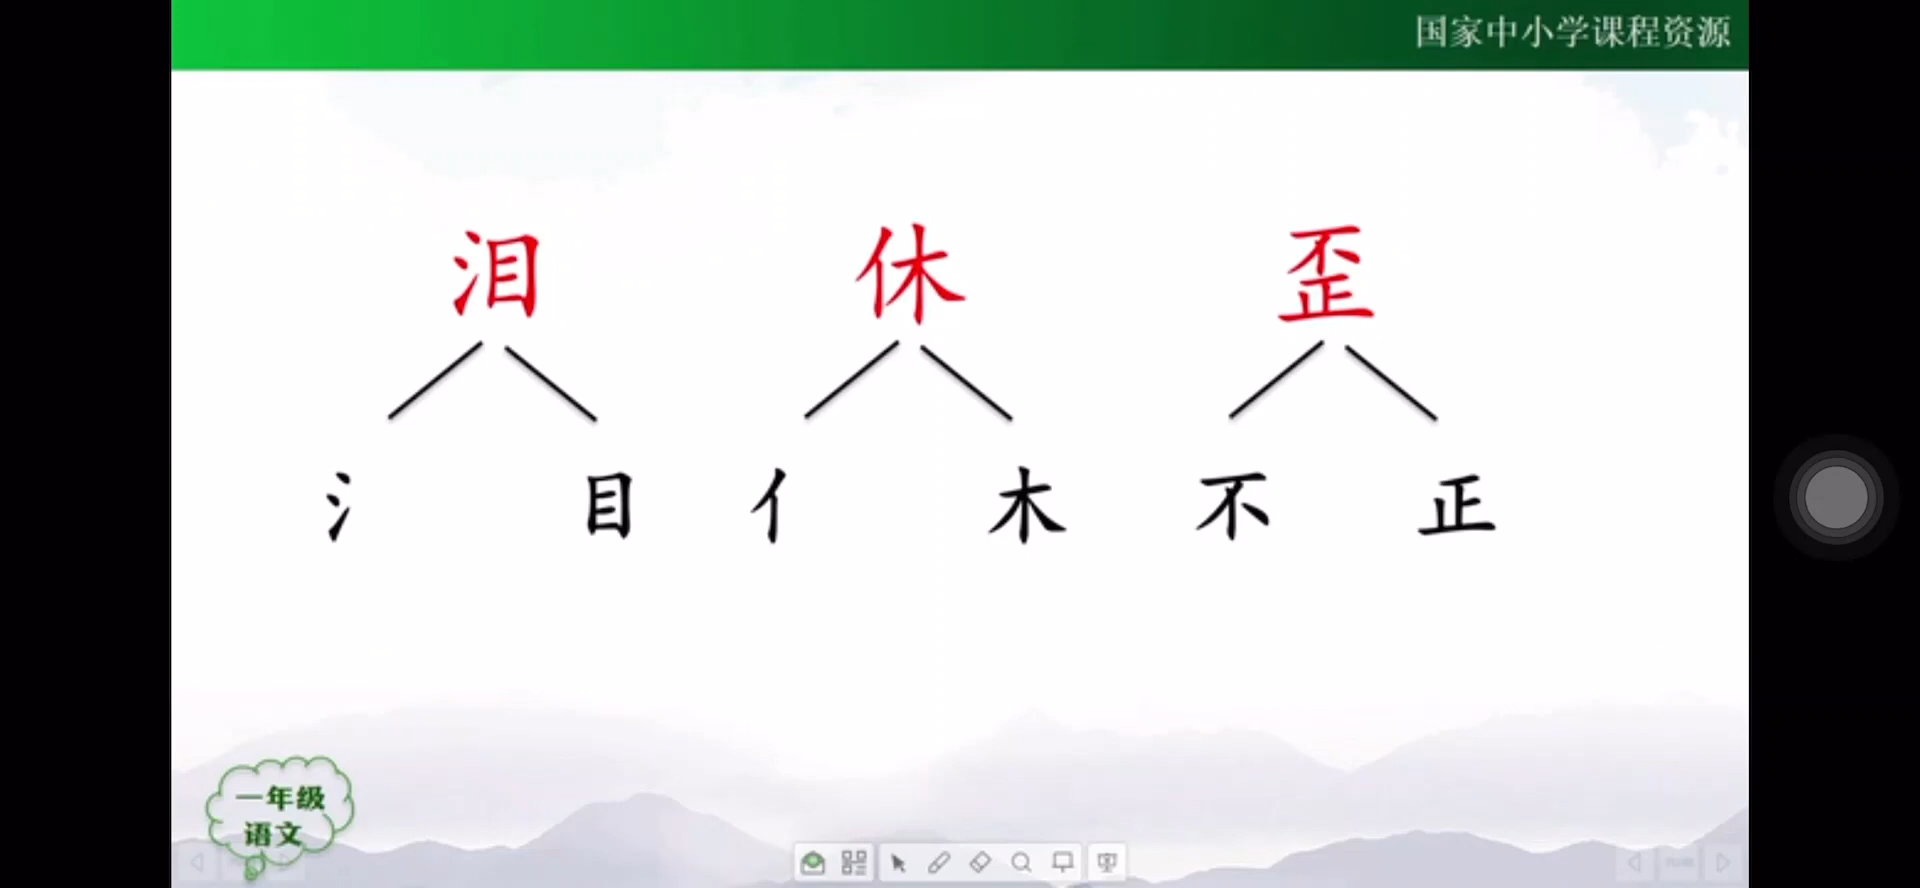 国家中小学课程资源
泪 休 歪
氵 目 亻 木 不 正
一年级
语文